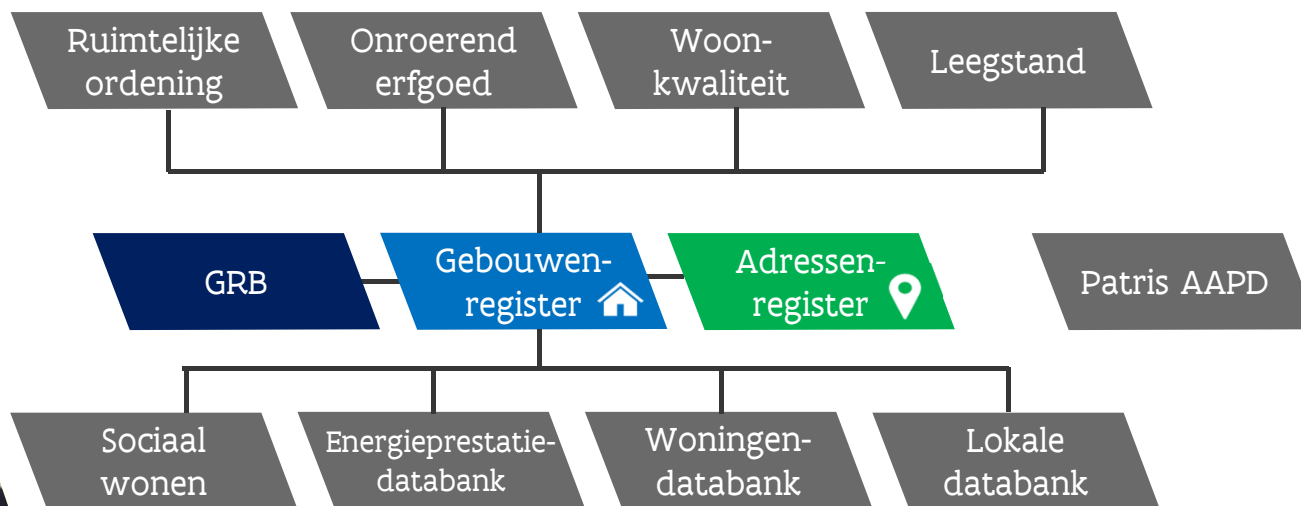 Ruimtelijke
ordening
Onroerend
erfgoed
Woon-
kwaliteit
Leegstand
GRB
Gebouwen-
register
Adressen-
register
Patris AAPD
Sociaal
wonen
Energieprestatie-
databank
Woningen-
databank
Lokale
databank